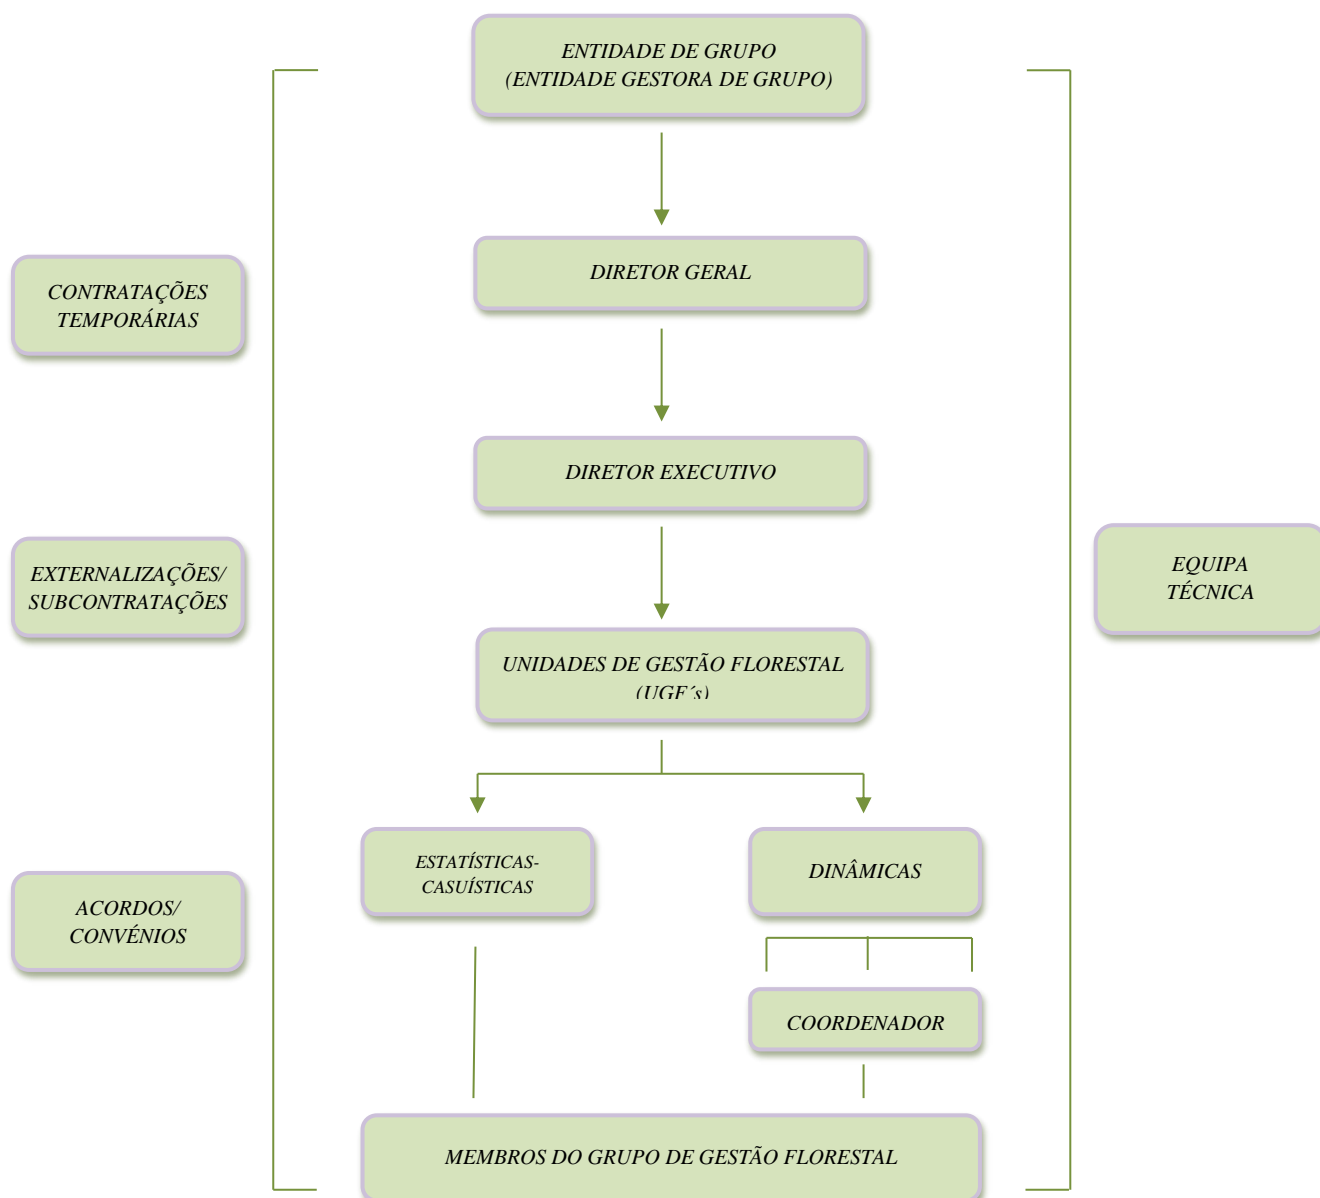 ENTIDADE DE GRUPO
(ENTIDADE GESTORA DE GRUPO)
DIRETOR GERAL
CONTRATAÇÕES
TEMPORÁRIAS
DIRETOR EXECUTIVO
EXTERNALIZAÇÕES/
SUBCONTRATAÇÕES
EQUIPA
TÉCNICA
UNIDADES DE GESTÃO FLORESTAL
(UGF´s)
ESTATÍSTICAS-
CASUÍSTICAS
DINÂMICAS
ACORDOS/
CONVÉNIOS
COORDENADOR
MEMBROS DO GRUPO DE GESTÃO FLORESTAL